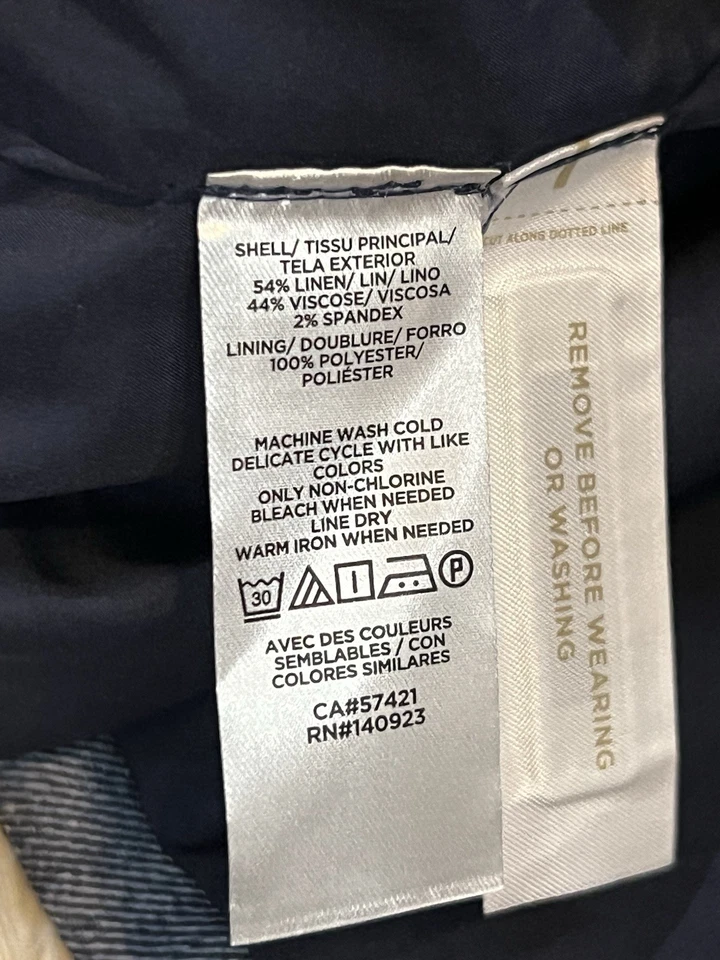 SHELL/ TISSU PRINCIPAL/
TELA EXTERIOR
54% LINEN/ LIN/ LINO
44% VISCOSE/ VISCOSA
2% SPANDEX
LINING/ DOUBLURE/ FORRO
100% POLYESTER/
POLIÉSTER
MACHINE WASH COLD
DELICATE CYCLE WITH LIKE
COLORS
ONLY NON-CHLORINE
BLEACH WHEN NEEDED
LINE DRY
WARM IRON WHEN NEEDED
30 P
AVEC DES COULEURS
SEMBLABLES / CON
COLORES SIMILARES
CA#57421
RN#140923
CUT ALONG DOTTED LINE
REMOVE BEFORE WEARING
OR WASHING